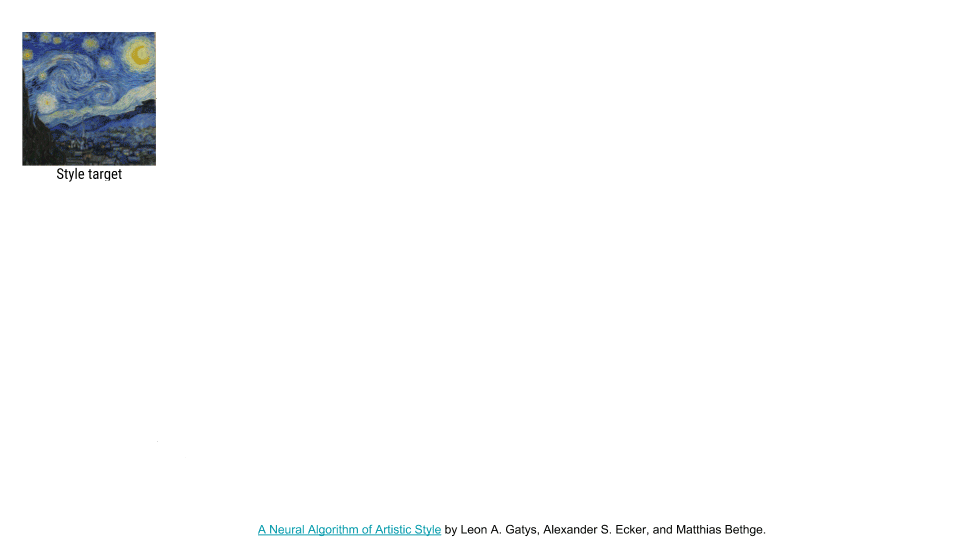 Style target
A Neural Algorithm of Artistic Style by Leon A. Gatys, Alexander S. Ecker, and Matthias Bethge.